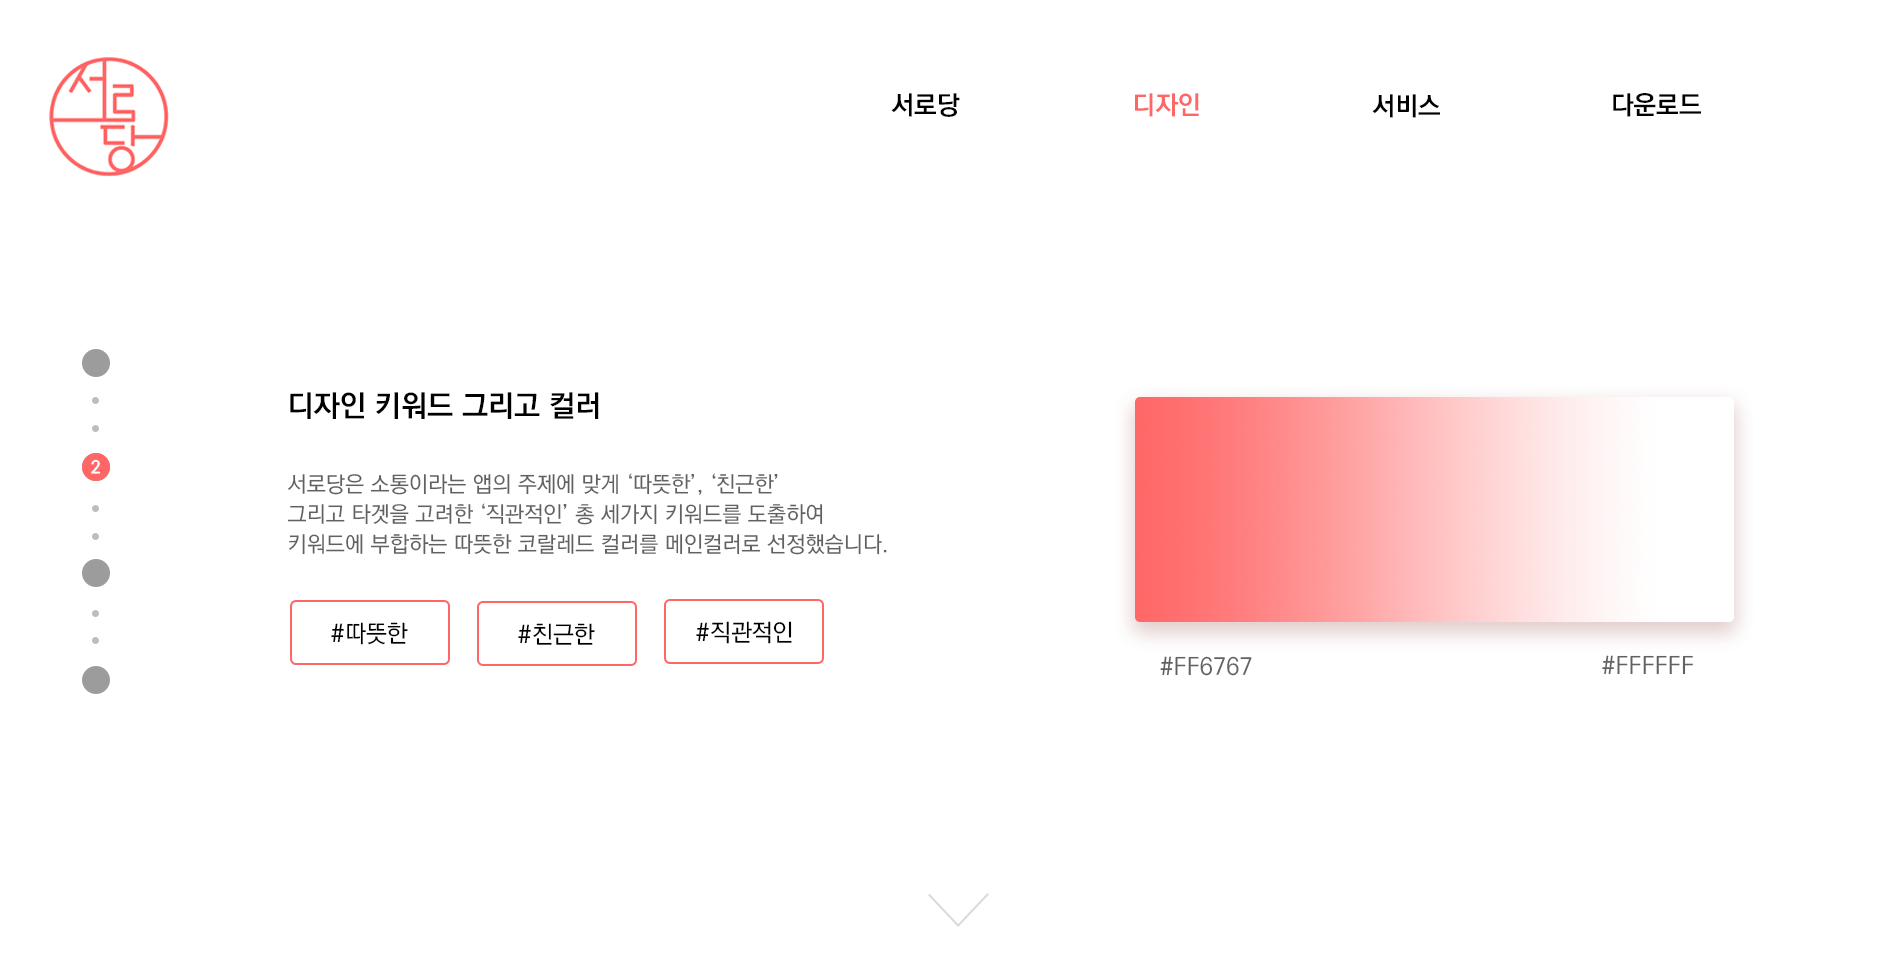 서로당
서로당 디자인 서비스 다운로드
2
디자인 키워드 그리고 컬러
서로당은 소통이라는 앱의 주제에 맞게 ‘따뜻한’, ‘친근한’
그리고 타겟을 고려한 ‘직관적인’ 총 세가지 키워드를 도출하여
키워드에 부합하는 따뜻한 코랄레드 컬러를 메인컬러로 선정했습니다.
#따뜻한 #친근한 #직관적인
#FF6767 #FFFFFF